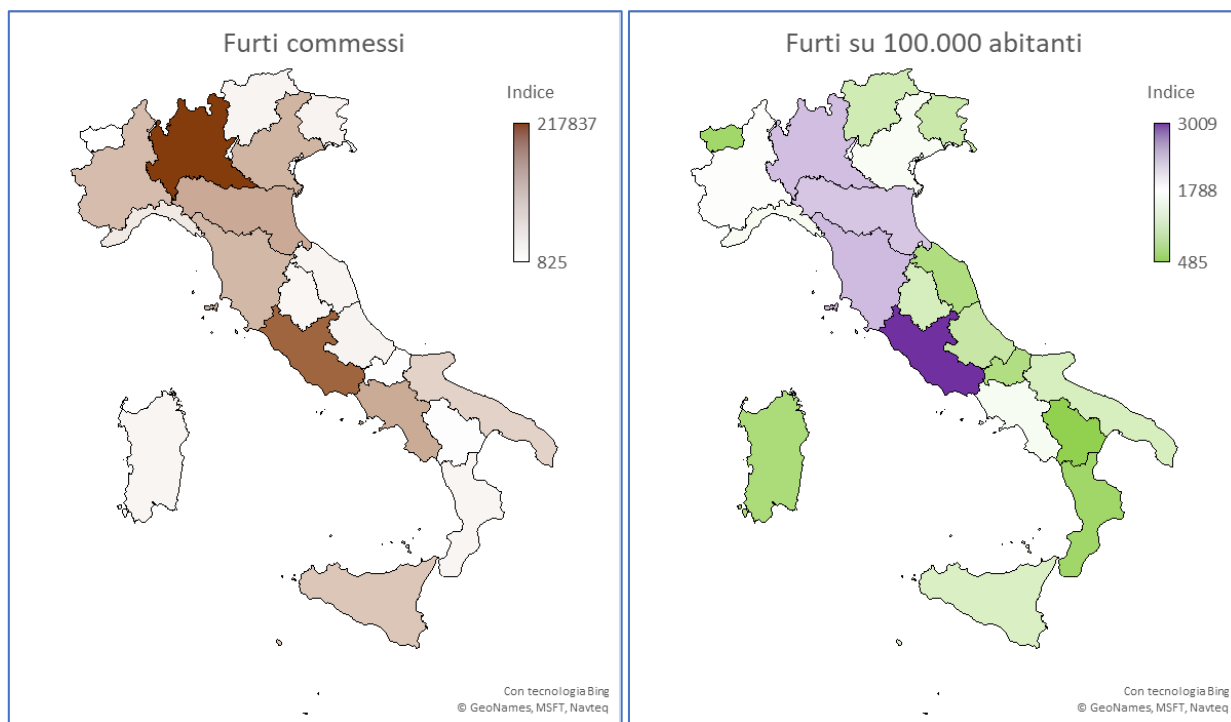 Furti commessi
Indice
217837
825
Con tecnologia Bing
© GeoNames, MSFT, Navteq
Furti su 100.000 abitanti
Indice
3009
1788
485
Con tecnologia Bing
© GeoNames, MSFT, Navteq